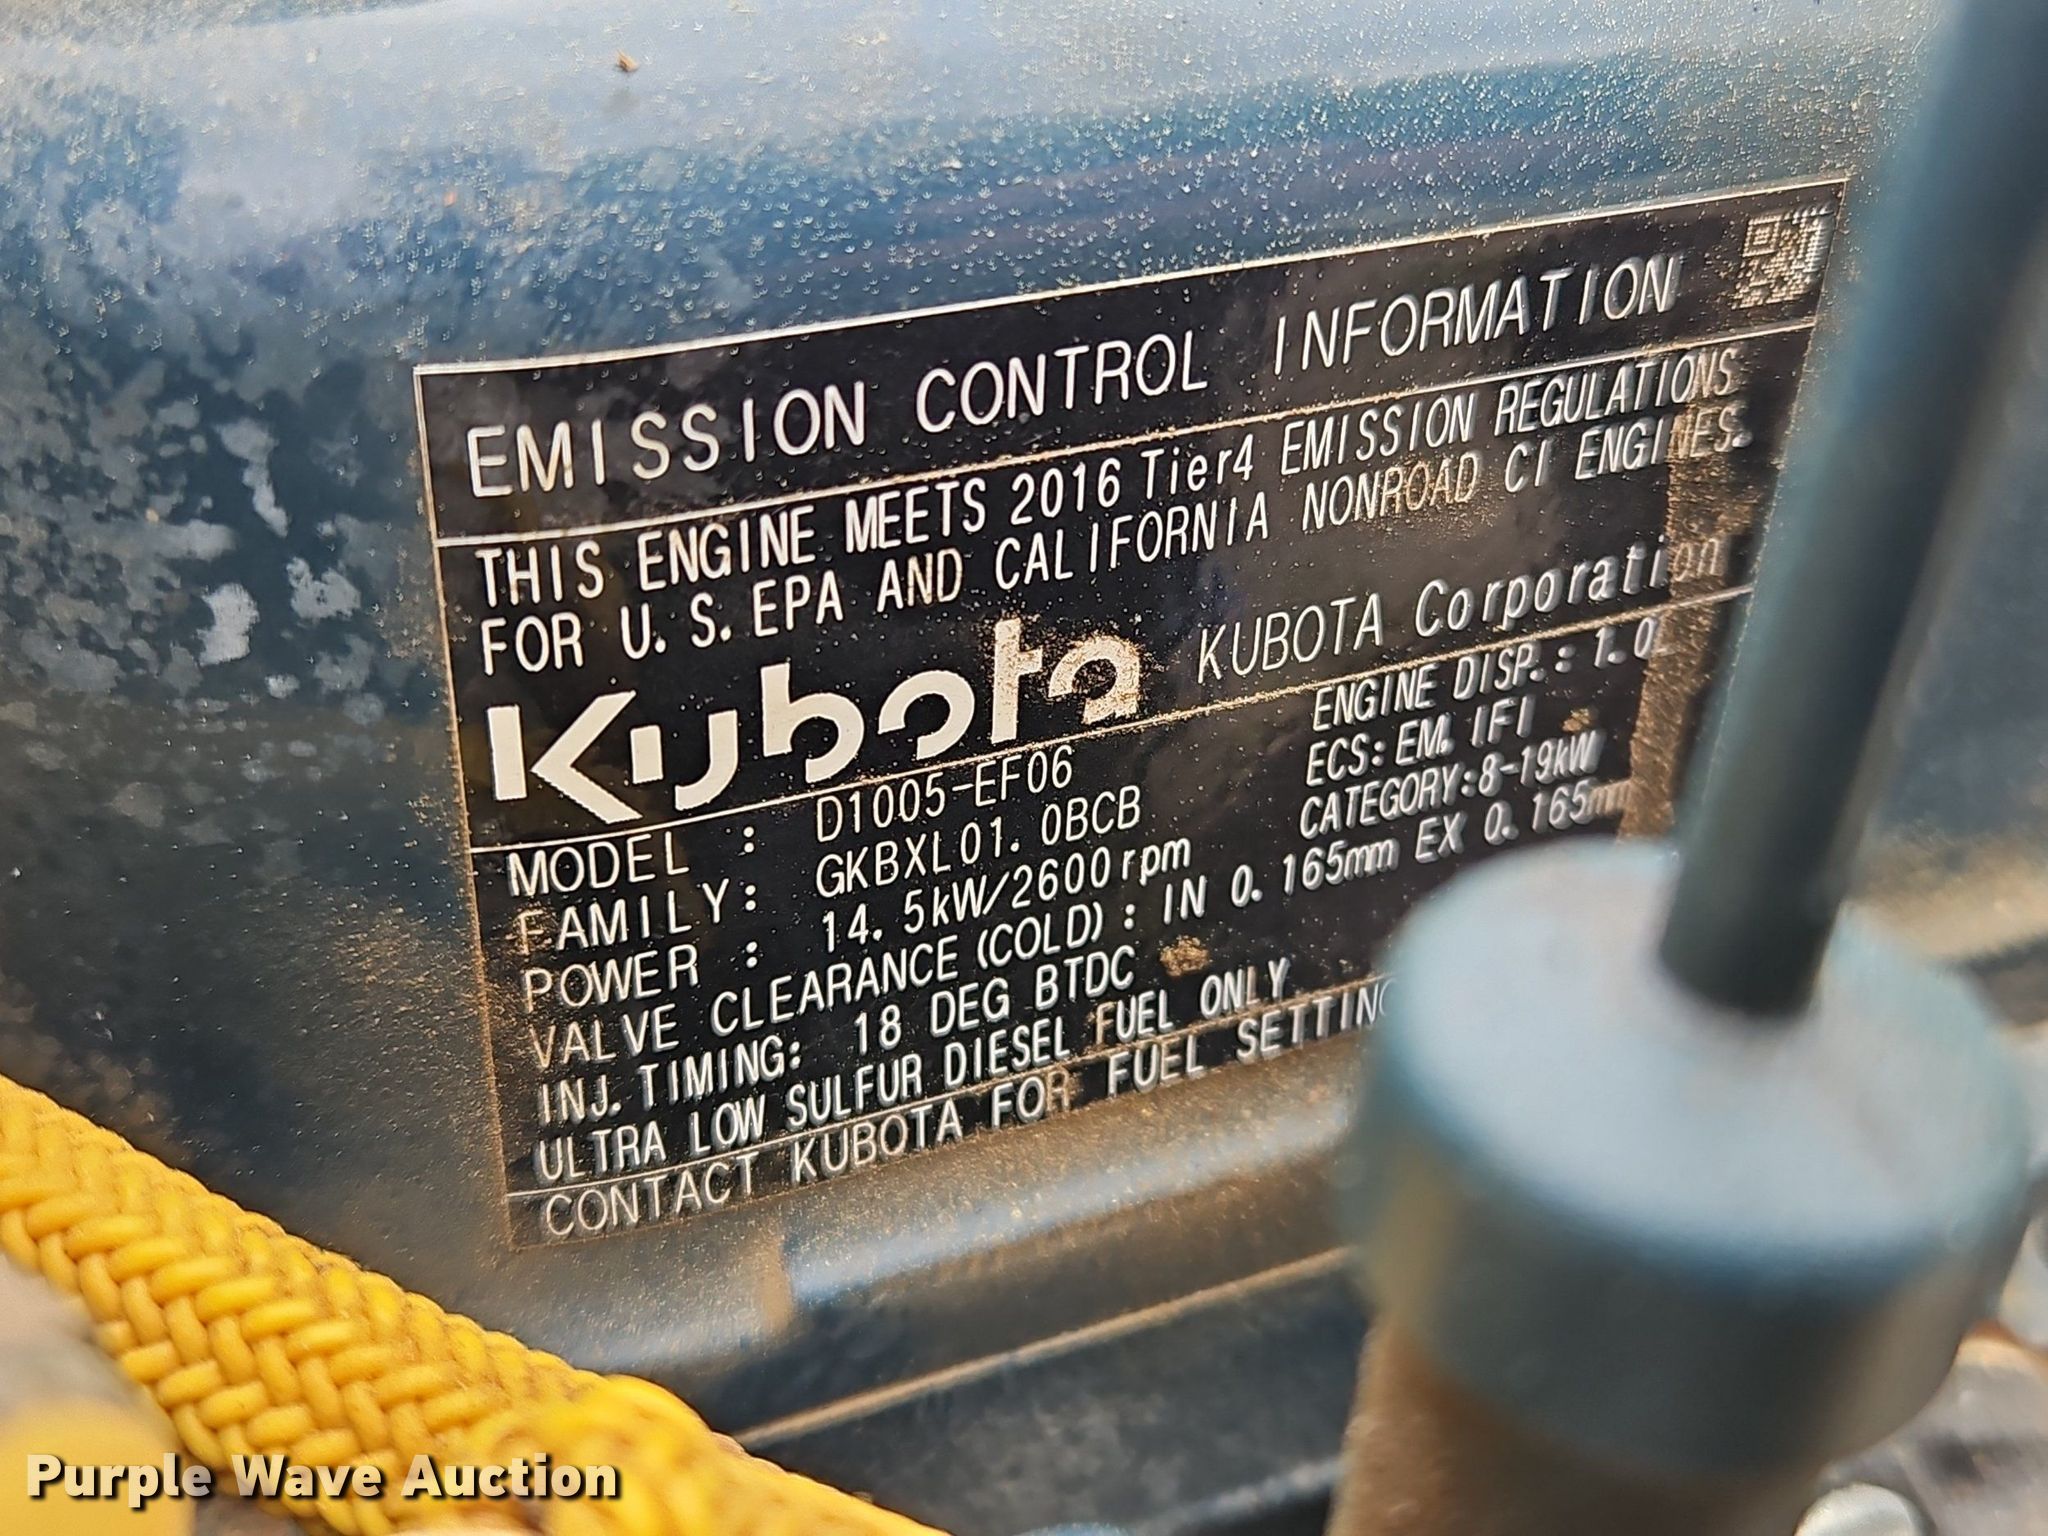 EMISSION CONTROL INFORMATION
THIS ENGINE MEETS 2016 Tier4 EMISSION REGULATIONS
FOR U.S.EPA AND CALIFORNIA NONROAD CI ENGINES.
Kubota KUBOTA Corporation
MODEL : D1005-EF06 ENGINE DISP.: 1.0L
FAMILY: GKBXL01.0BCB ECS: EM, IFI
POWER : 14.5kW/2600rpm CATEGORY:8-19kW
VALVE CLEARANCE (COLD) : IN 0.165mm EX 0.165mm
INJ. TIMING: 18 DEG BTDC
ULTRA LOW SULFUR DIESEL FUEL ONLY
CONTACT KUBOTA FOR FUEL SETTING
Purple Wave Auction